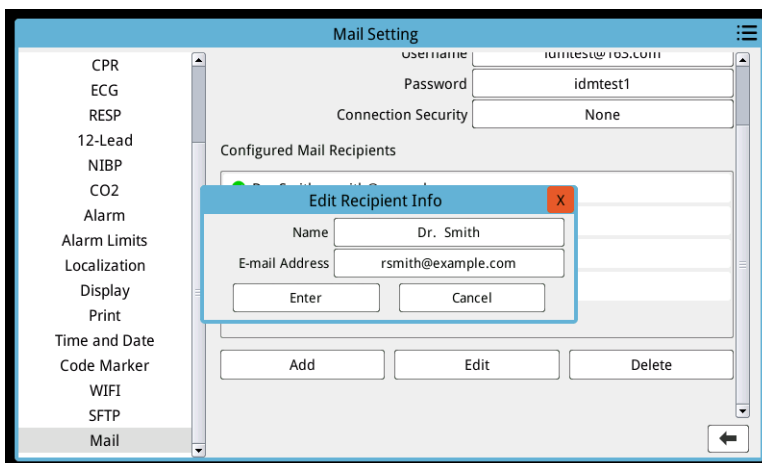 Mail Setting
CPR
ECG
RESP
12-Lead
NIBP
CO2
Alarm
Alarm Limits
Localization
Display
Print
Time and Date
Code Marker
WIFI
SFTP
Mail
Username
Password idmtest1
Connection Security None
Configured Mail Recipients
Edit Recipient Info X
Name Dr. Smith
E-mail Address rsmith@example.com
Enter Cancel
Add Edit Delete